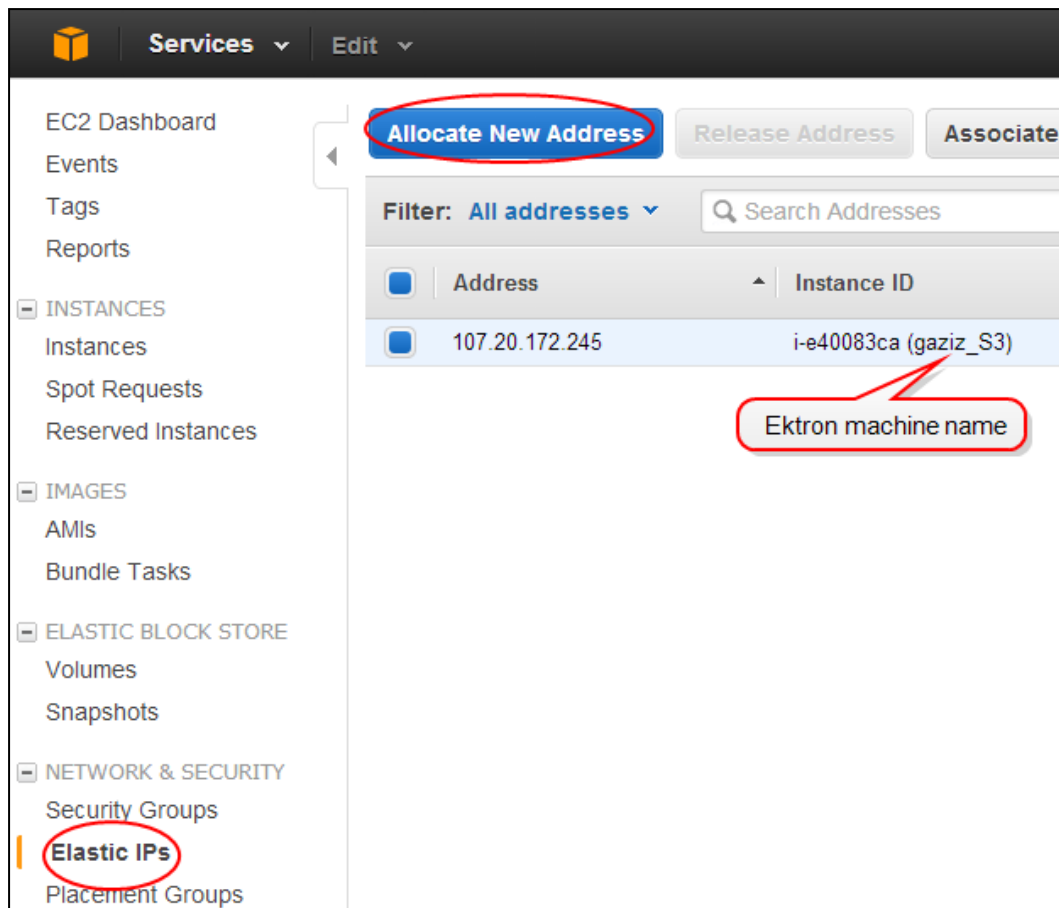 Services
Edit
EC2 Dashboard
Events
Tags
Reports
INSTANCES
Instances
Spot Requests
Reserved Instances
IMAGES
AMIs
Bundle Tasks
ELASTIC BLOCK STORE
Volumes
Snapshots
NETWORK & SECURITY
Security Groups
Elastic IPs
Placement Groups
Allocate New Address
Release Address
Associate
Filter: All addresses
Search Addresses
Address
Instance ID
107.20.172.245
i-e40083ca (gaziz_S3)
Ektron machine name